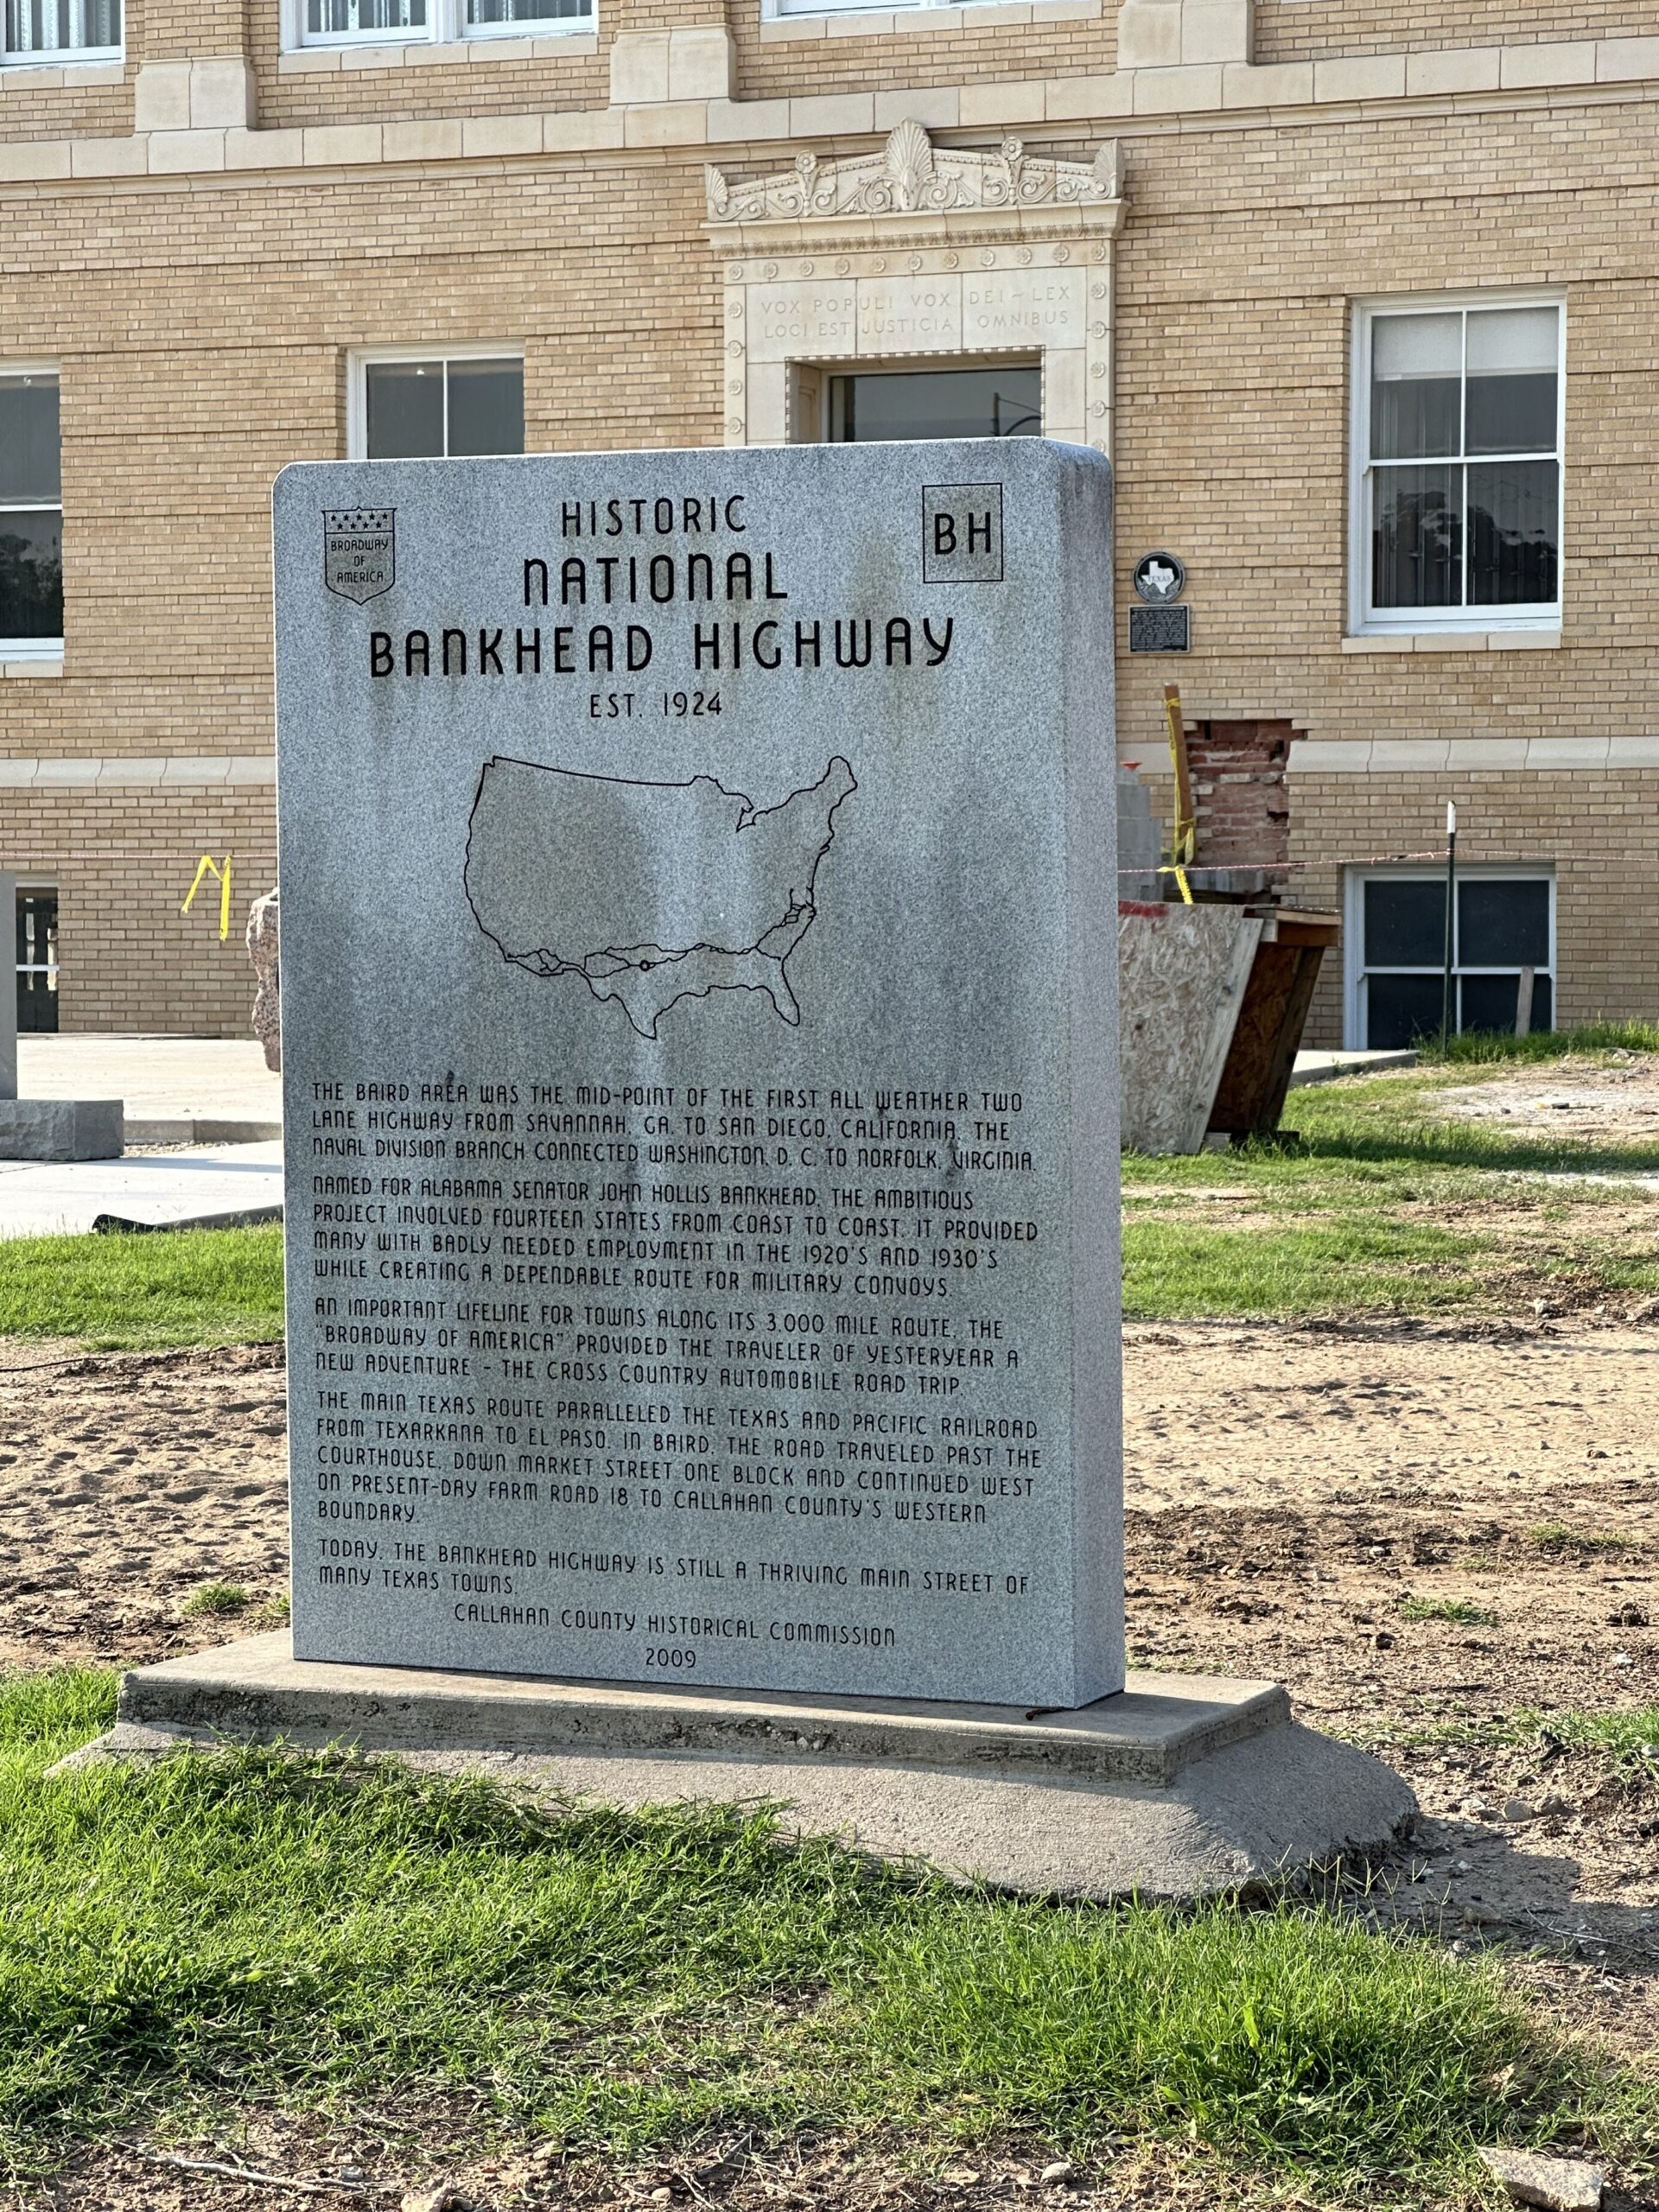 VOX POPULI VOX DEI – LEX
LOCI EST JUSTICIA OMNIBUS
BROADWAY
OF
AMERICA
HISTORIC
NATIONAL
BANKHEAD HIGHWAY
EST. 1924
BH
TEXAS
THE BAIRD AREA WAS THE MID-POINT OF THE FIRST ALL WEATHER TWO
LANE HIGHWAY FROM SAVANNAH, GA. TO SAN DIEGO, CALIFORNIA. THE
NAVAL DIVISION BRANCH CONNECTED WASHINGTON, D. C. TO NORFOLK, VIRGINIA.
NAMED FOR ALABAMA SENATOR JOHN HOLLIS BANKHEAD, THE AMBITIOUS
PROJECT INVOLVED FOURTEEN STATES FROM COAST TO COAST. IT PROVIDED
MANY WITH BADLY NEEDED EMPLOYMENT IN THE 1920'S AND 1930'S
WHILE CREATING A DEPENDABLE ROUTE FOR MILITARY CONVOYS.
AN IMPORTANT LIFELINE FOR TOWNS ALONG ITS 3,000 MILE ROUTE, THE
"BROADWAY OF AMERICA" PROVIDED THE TRAVELER OF YESTERYEAR A
NEW ADVENTURE - THE CROSS COUNTRY AUTOMOBILE ROAD TRIP.
THE MAIN TEXAS ROUTE PARALLELED THE TEXAS AND PACIFIC RAILROAD
FROM TEXARKANA TO EL PASO. IN BAIRD, THE ROAD TRAVELED PAST THE
COURTHOUSE, DOWN MARKET STREET ONE BLOCK AND CONTINUED WEST
ON PRESENT-DAY FARM ROAD 18 TO CALLAHAN COUNTY'S WESTERN
BOUNDARY.
TODAY, THE BANKHEAD HIGHWAY IS STILL A THRIVING MAIN STREET OF
MANY TEXAS TOWNS.
CALLAHAN COUNTY HISTORICAL COMMISSION
2009